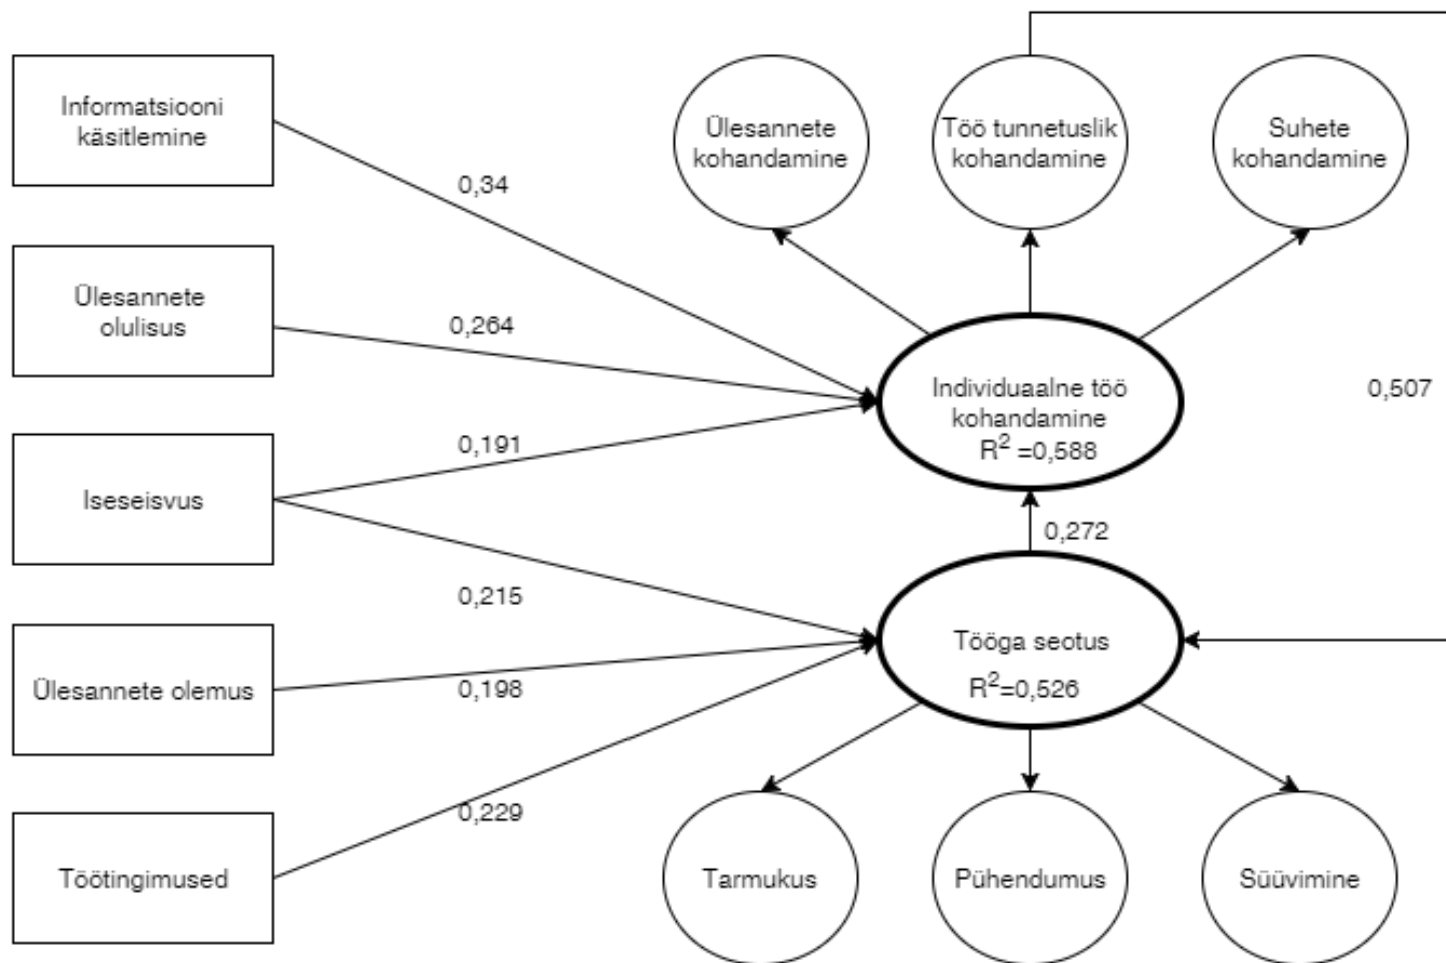 Informatsiooni
käsitlemine
Ülesannete
kohandamine
Töö tunnetuslik
kohandamine
Suhete
kohandamine
0,34
Ülesannete
olulisus
0,264
Individuaalne töö
kohandamine
R² =0,588
0,507
Iseseisvus
0,191
0,272
0,215
Tööga seotus
R²=0,526
Ülesannete olemus
0,198
0,229
Töötingimused
Tarmukus
Pühendumus
Süüvimine